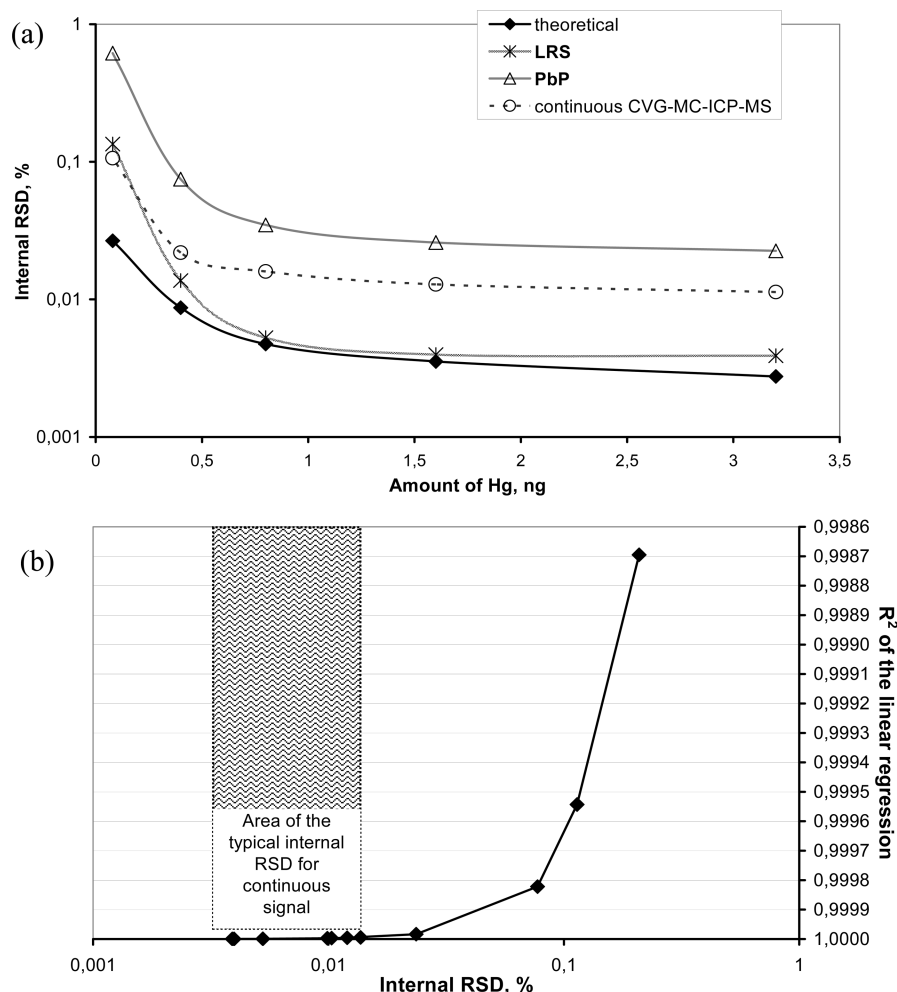 (a)
theoretical
LRS
PbP
continuous CVG-MC-ICP-MS
Internal RSD, %
1
0,1
0,01
0,001
0 0,5 1 1,5 2 2,5 3 3,5
Amount of Hg, ng
(b)
Area of the
typical internal
RSD for
continuous
signal
0,9986
0,9987
0,9988
0,9989
0,9990
0,9991
0,9992
0,9993
0,9994
0,9995
0,9996
0,9997
0,9998
0,9999
1,0000
R² of the linear regression
0,001 0,01 0,1 1
Internal RSD, %